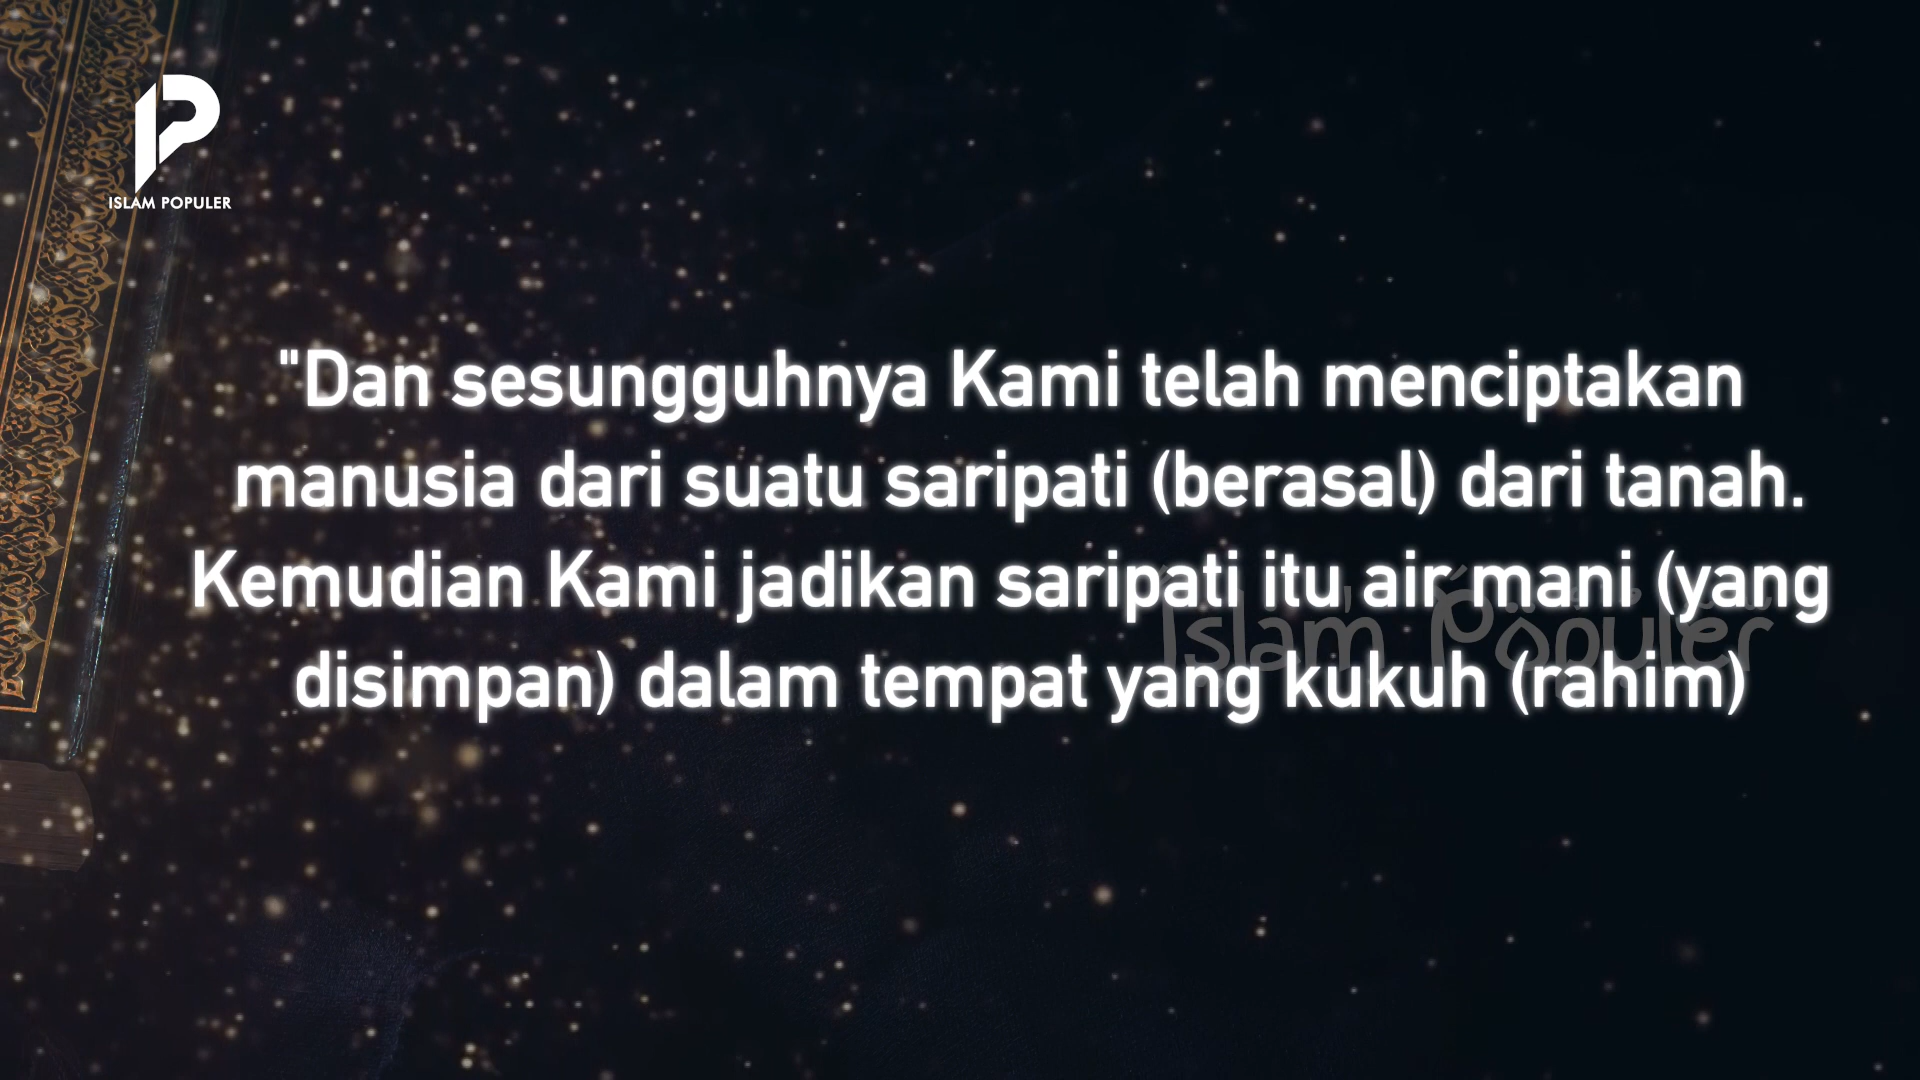 ISLAM POPULER
"Dan sesungguhnya Kami telah menciptakan
manusia dari suatu saripati (berasal) dari tanah.
Kemudian Kami jadikan saripati itu air mani (yang
disimpan) dalam tempat yang kukuh (rahim)
Islam Populer